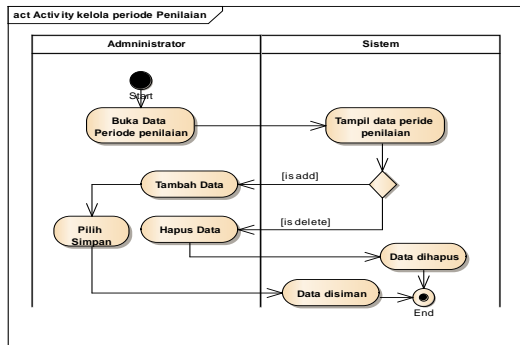 act Activity kelola periode Penilaian
Admninistrator
Sistem
Start
Buka Data
Periode penilaian
Tampil data peride
penilaian
[is add]
Tambah Data
[is delete]
Pilih
Simpan
Hapus Data
Data dihapus
Data disiman
End